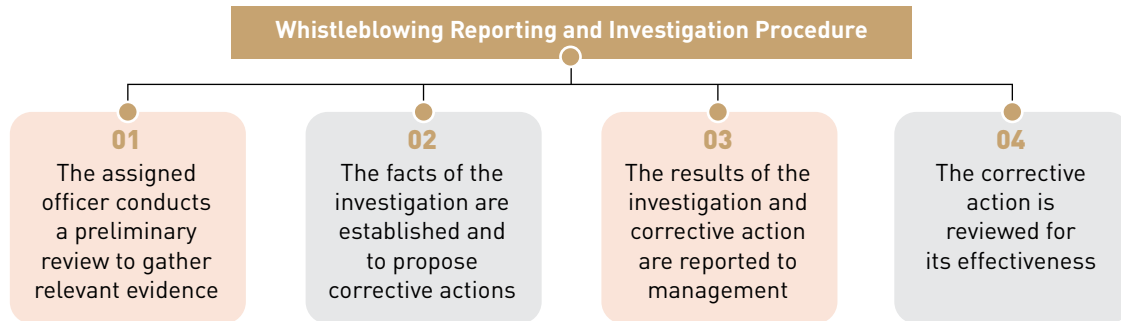 Whistleblowing Reporting and Investigation Procedure
01
The assigned
officer conducts
a preliminary
review to gather
relevant evidence
02
The facts of the
investigation are
established and
to propose
corrective actions
03
The results of the
investigation and
corrective action
are reported to
management
04
The corrective
action is
reviewed for
its effectiveness